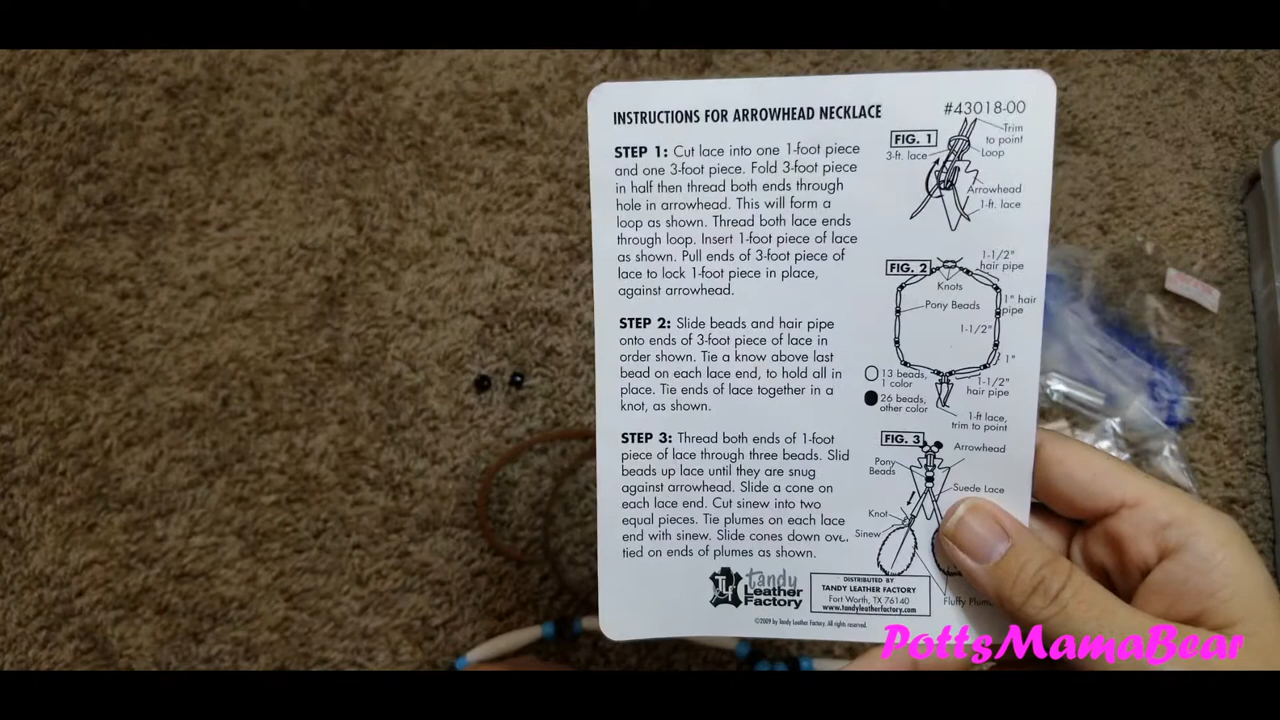 INSTRUCTIONS FOR ARROWHEAD NECKLACE
#43018-00
STEP 1: Cut lace into one 1-foot piece
and one 3-foot piece. Fold 3-foot piece
in half then thread both ends through
hole in arrowhead. This will form a
loop as shown. Thread both lace ends
through loop. Insert 1-foot piece of lace
as shown. Pull ends of 3-foot piece of
lace to lock 1-foot piece in place,
against arrowhead.
FIG. 1
Trim
to point
3-ft. lace
Loop
Arrowhead
1-ft. lace
STEP 2: Slide beads and hair pipe
onto ends of 3-foot piece of lace in
order shown. Tie a know above last
bead on each lace end, to hold all in
place. Tie ends of lace together in a
knot, as shown.
FIG. 2
1-1/2"
hair pipe
Knots
Pony Beads
1" hair
pipe
1-1/2"
1"
13 beads,
1 color
1-1/2"
hair pipe
26 beads,
other color
1-ft lace,
trim to point
STEP 3: Thread both ends of 1-foot
piece of lace through three beads. Slid
beads up lace until they are snug
against arrowhead. Slide a cone on
each lace end. Cut sinew into two
equal pieces. Tie plumes on each lace
end with sinew. Slide cones down ove
tied on ends of plumes as shown.
FIG. 3
Arrowhead
Pony
Beads
Suede Lace
Knot
Sinew
Fluffy Plum
TLF
tandy
Leather
Factory
DISTRIBUTED BY
TANDY LEATHER FACTORY
Fort Worth, TX 76140
www.tandyleatherfactory.com
©2009 by Tandy Leather Factory. All rights reserved.
PottsMamaBear